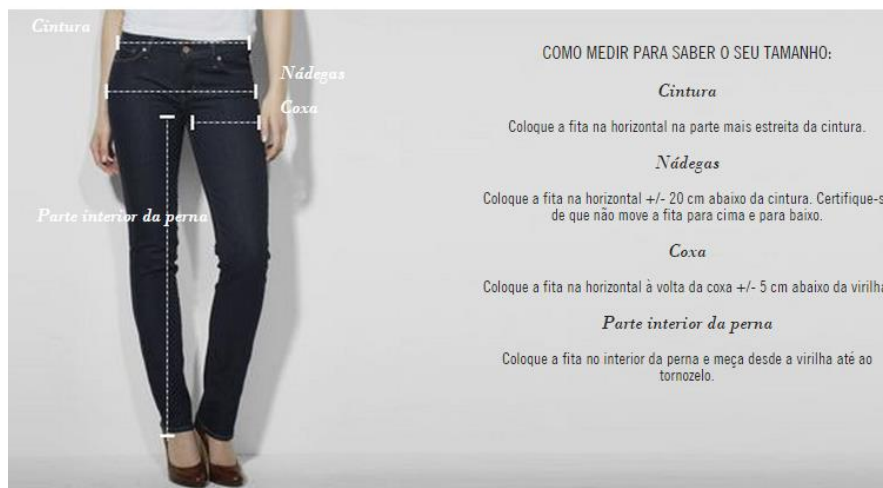 Cintura
Nádegas
Coxa
Parte interior da perna
COMO MEDIR PARA SABER O SEU TAMANHO:
Cintura
Coloque a fita na horizontal na parte mais estreita da cintura.
Nádegas
Coloque a fita na horizontal +/- 20 cm abaixo da cintura. Certifique-s
de que não move a fita para cima e para baixo.
Coxa
Coloque a fita na horizontal à volta da coxa +/- 5 cm abaixo da virilha
Parte interior da perna
Coloque a fita no interior da perna e meça desde a virilha até ao
tornozelo.